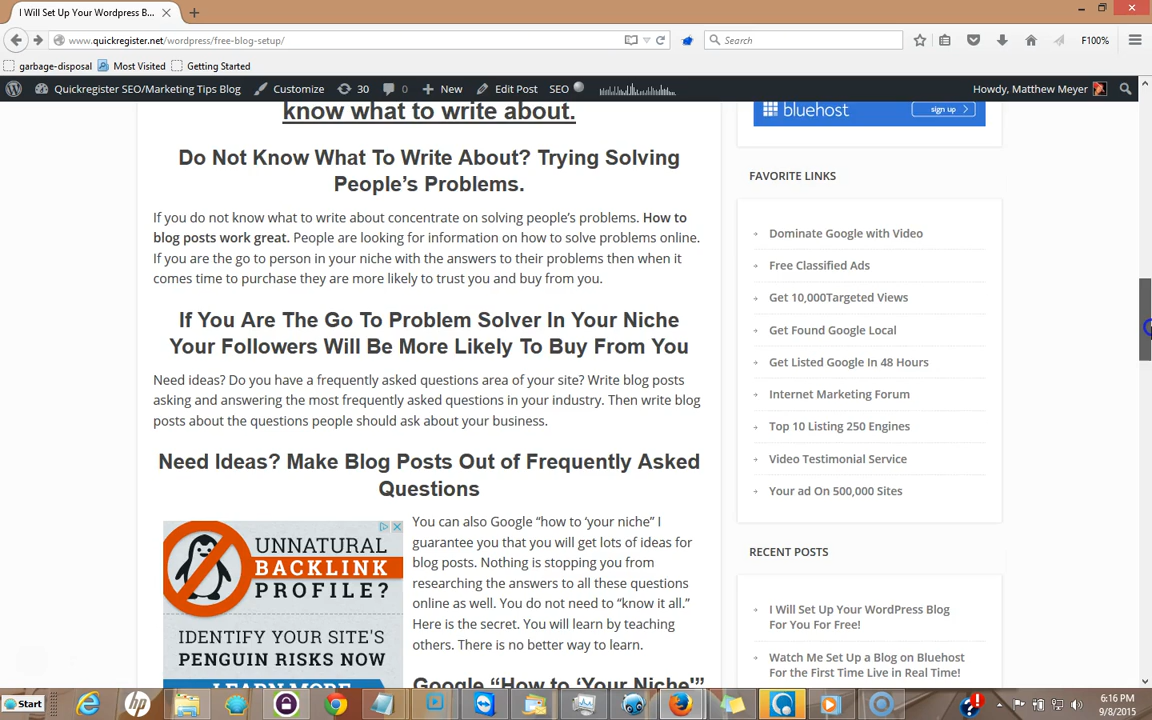 I Will Set Up Your Wordpress B...
www.quickregister.net/wordpress/free-blog-setup/
Search
F100%
garbage-disposal
Most Visited
Getting Started
Quickregister SEO/Marketing Tips Blog
Customize
30
0
New
Edit Post
SEO
Howdy, Matthew Meyer
know what to write about.
Do Not Know What To Write About? Trying Solving
People's Problems.
If you do not know what to write about concentrate on solving people's problems. How to
blog posts work great. People are looking for information on how to solve problems online.
If you are the go to person in your niche with the answers to their problems then when it
comes time to purchase they are more likely to trust you and buy from you.
If You Are The Go To Problem Solver In Your Niche
Your Followers Will Be More Likely To Buy From You
Need ideas? Do you have a frequently asked questions area of your site? Write blog posts
asking and answering the most frequently asked questions in your industry. Then write blog
posts about the questions people should ask about your business.
Need Ideas? Make Blog Posts Out of Frequently Asked
Questions
UNNATURAL
BACKLINK
PROFILE?
IDENTIFY YOUR SITE'S
PENGUIN RISKS NOW
LEARN MORE
You can also Google “how to ‘your niche” I
guarantee you that you will get lots of ideas for
blog posts. Nothing is stopping you from
researching the answers to all these questions
online as well. You do not need to “know it all.”
Here is the secret. You will learn by teaching
others. There is no better way to learn.
Google “How to ‘Your Niche’”
bluehost
sign up
FAVORITE LINKS
Dominate Google with Video
Free Classified Ads
Get 10,000Targeted Views
Get Found Google Local
Get Listed Google In 48 Hours
Internet Marketing Forum
Top 10 Listing 250 Engines
Video Testimonial Service
Your ad On 500,000 Sites
RECENT POSTS
I Will Set Up Your WordPress Blog
For You For Free!
Watch Me Set Up a Blog on Bluehost
For the First Time Live in Real Time!
Start
6:16 PM
9/8/2015